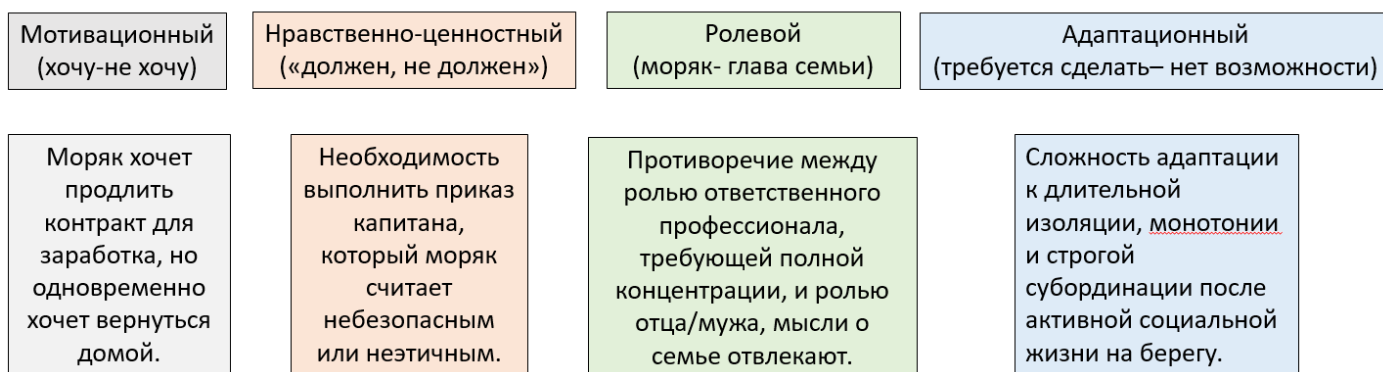 Мотивационный
(хочу-не хочу)
Нравственно-ценностный
(«должен, не должен»)
Ролевой
(моряк- глава семьи)
Адаптационный
(требуется сделать– нет возможности)
Моряк хочет
продлить
контракт для
заработка, но
одновременно
хочет вернуться
домой.
Необходимость
выполнить приказ
капитана,
который моряк
считает
небезопасным
или неэтичным.
Противоречие между
ролью ответственного
профессионала,
требующей полной
концентрации, и ролью
отца/мужа, мысли о
семье отвлекают.
Сложность адаптации
к длительной
изоляции, монотонии
и строгой
субординации после
активной социальной
жизни на берегу.